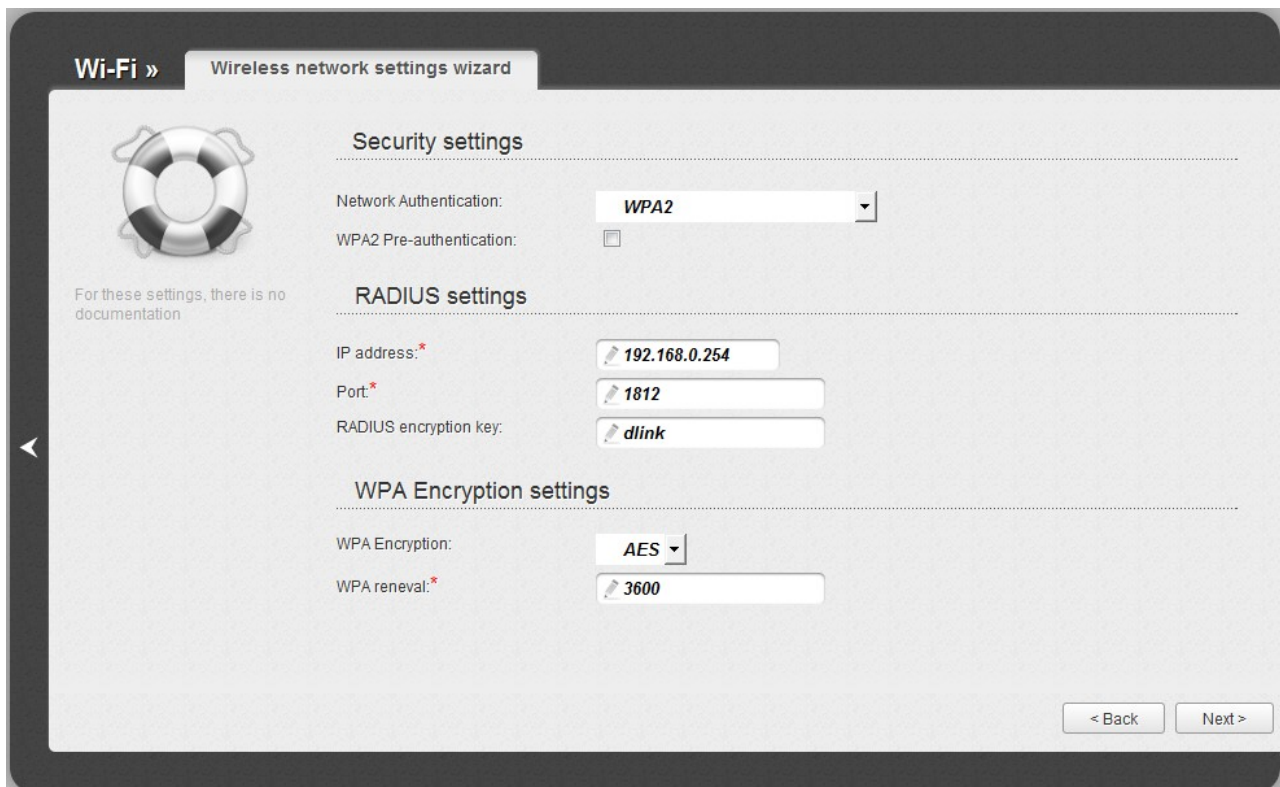 Wi-Fi »
Wireless network settings wizard
For these settings, there is no
documentation
Security settings
Network Authentication:
WPA2
WPA2 Pre-authentication:
RADIUS settings
IP address:*
192.168.0.254
Port:*
1812
RADIUS encryption key:
dlink
WPA Encryption settings
WPA Encryption:
AES
WPA reneval:*
3600
< Back
Next >